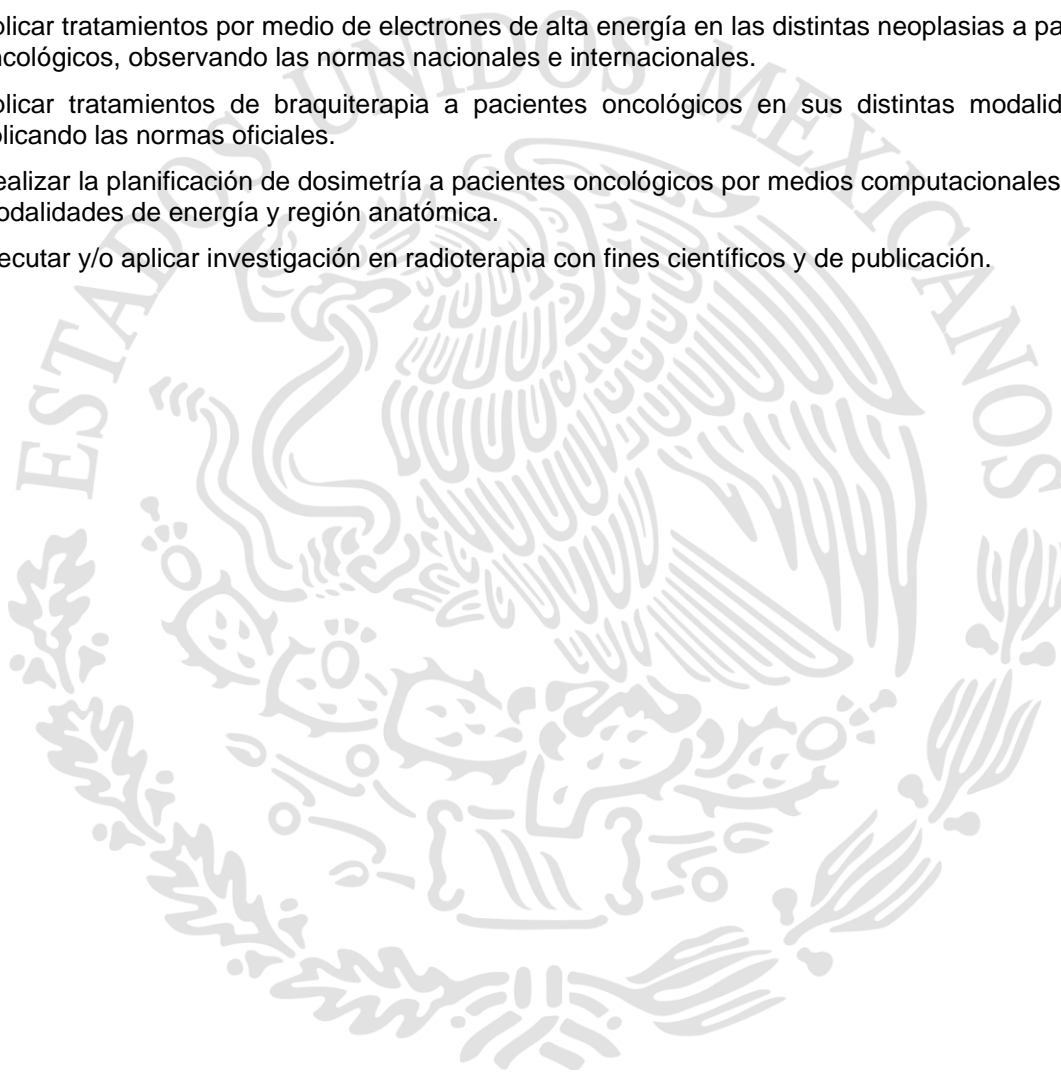 plicar tratamientos por medio de electrones de alta energía en las distintas neoplasias a pa
ncológicos, observando las normas nacionales e internacionales.
plicar tratamientos de braquiterapia a pacientes oncológicos en sus distintas modalid
plicando las normas oficiales.
ealizar la planificación de dosimetría a pacientes oncológicos por medios computacionales
odalidades de energía y región anatómica.
ecutar y/o aplicar investigación en radioterapia con fines científicos y de publicación.
ESTADOS UNIDOS MEXICANOS